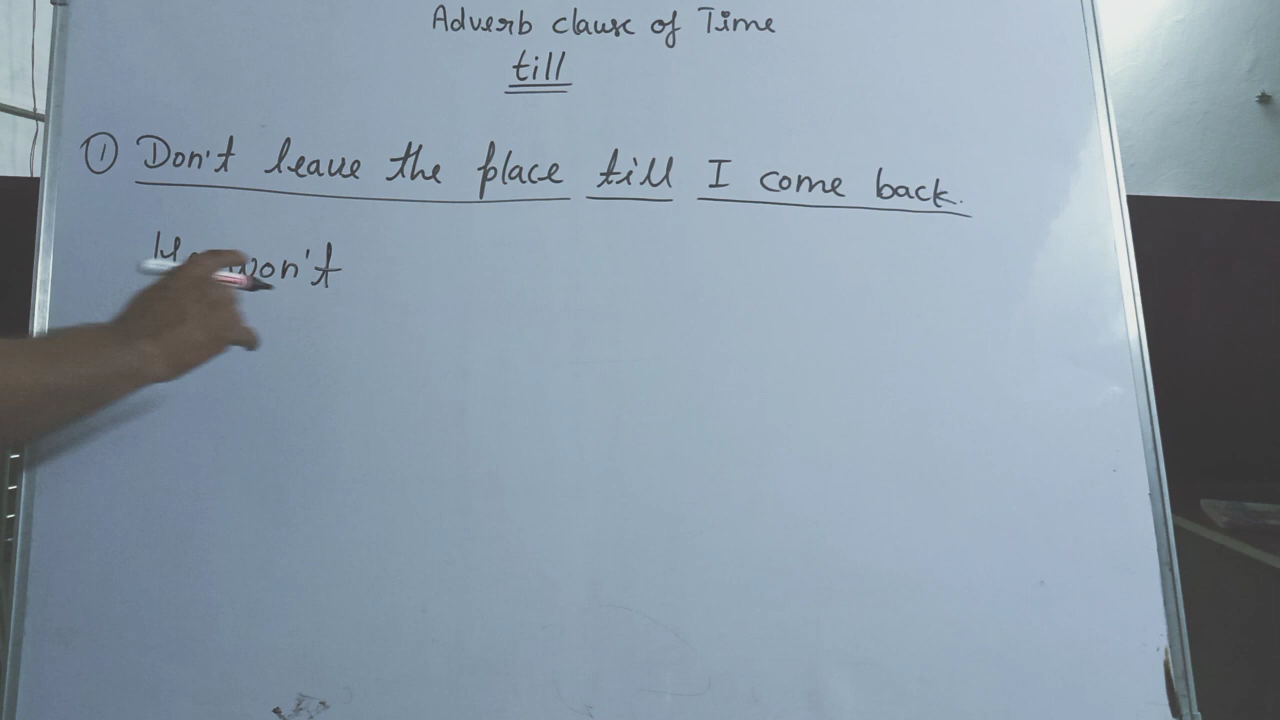 Adverb clause of Time
till
① Don't leave the place till I come back.
won't